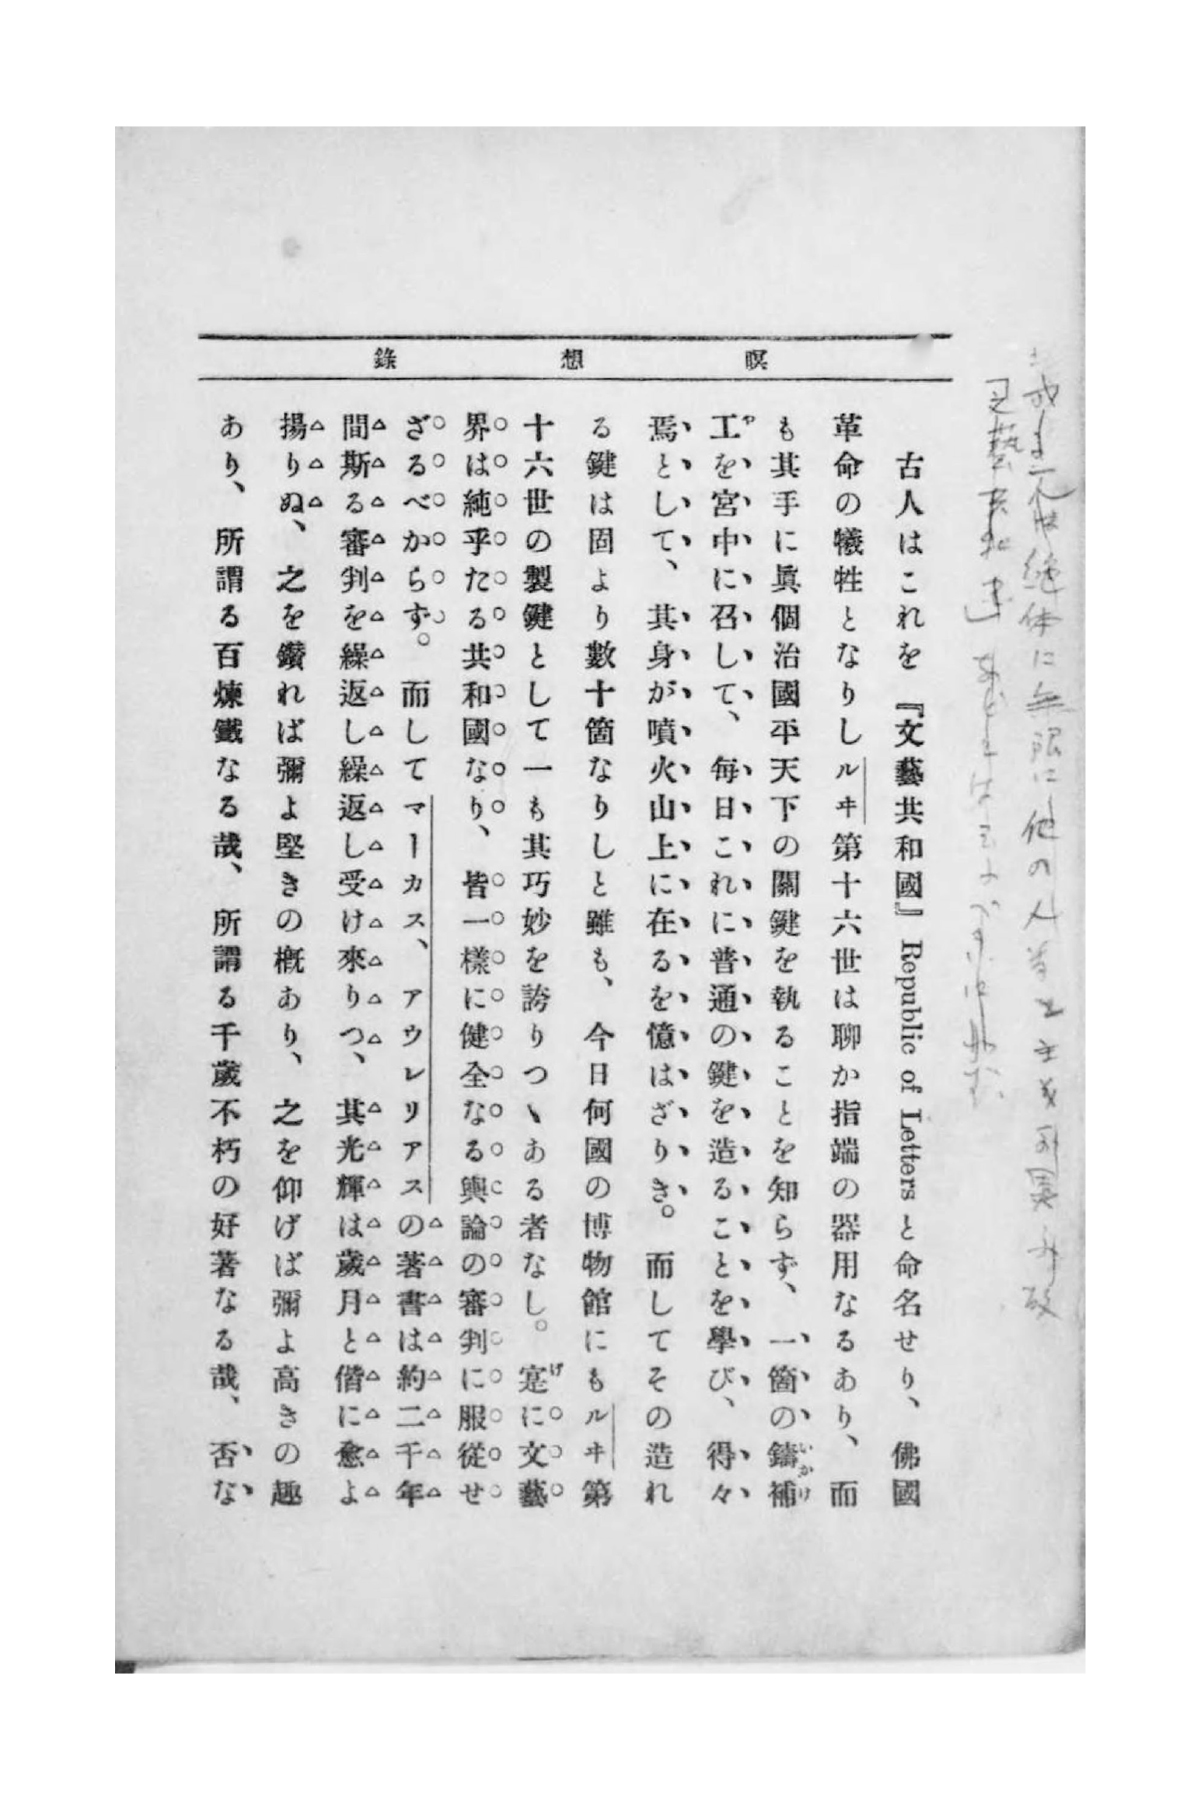 瞑想錄
古人はこれを『文藝共和國』Republic of Lettersと命名せり、佛國
革命の犧牲となりしルヰ第十六世は聊か指端の器用なるあり、而
も其手に眞個治國平天下の關鍵を執ることを知らず、一箇の鑄補
工を宮中に召して、毎日これに普通の鍵を造ることを學び、得々
焉として、其身が噴火山上に在るを憶はざりき。而してその造れ
る鍵は固より數十箇なりしと雖も、今日何國の博物館にもルヰ第
十六世の製鍵として一も其巧妙を誇りつゝある者なし。寔に文藝
界は純乎たる共和國なり、皆一樣に健全なる輿論の審判に服從せ
ざるべからず。而してマーカス、アウレリアスの著書は約二千年
間斯る審判を繰返し繰返し受け來りつ、其光輝は歲月と偕に愈よ
揚りぬ、之を鑽れば彌よ堅きの槪あり、之を仰げば彌よ高きの趣
あり、所謂る百煉鐵なる哉、所謂る千歲不朽の好著なる哉、否な